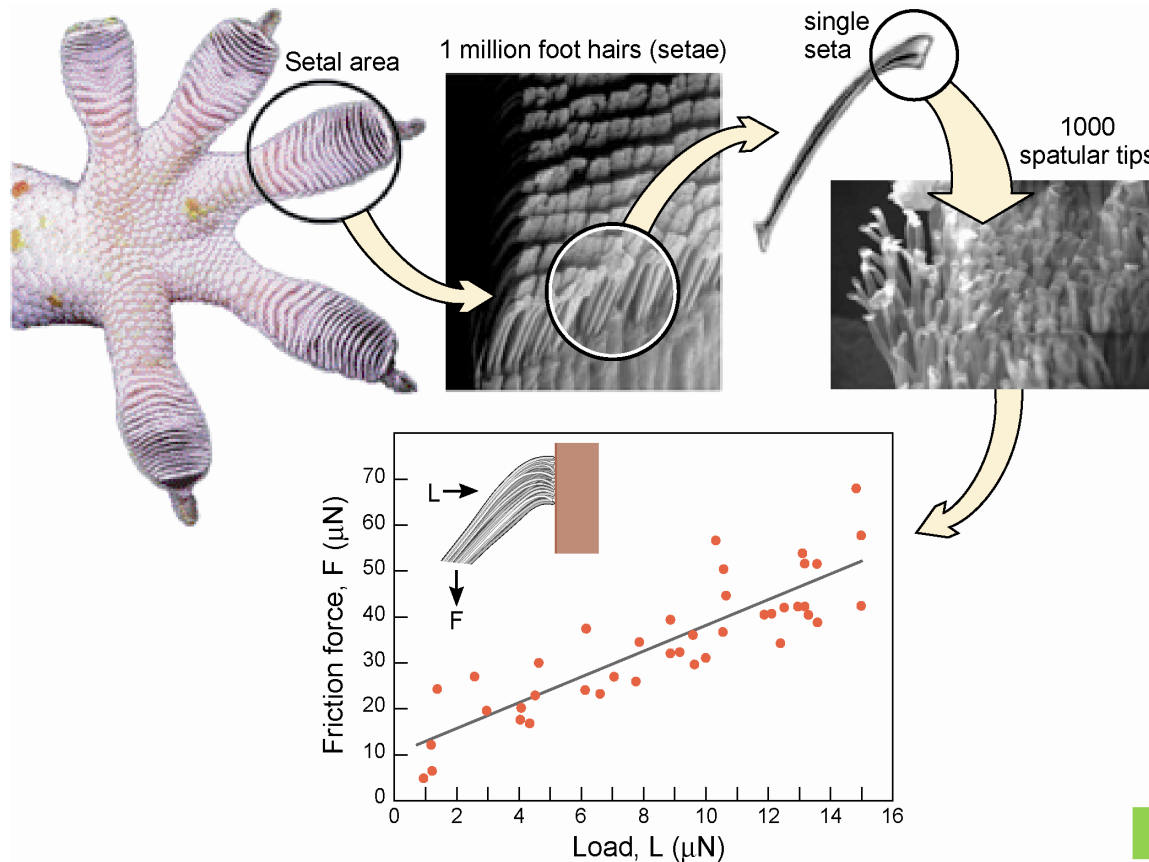 Setal area
1 million foot hairs (setae)
single
seta
1000
spatular tips
L
F
Friction force, F (μN)
70
60
50
40
30
20
10
0
0 2 4 6 8 10 12 14 16
Load, L (μN)